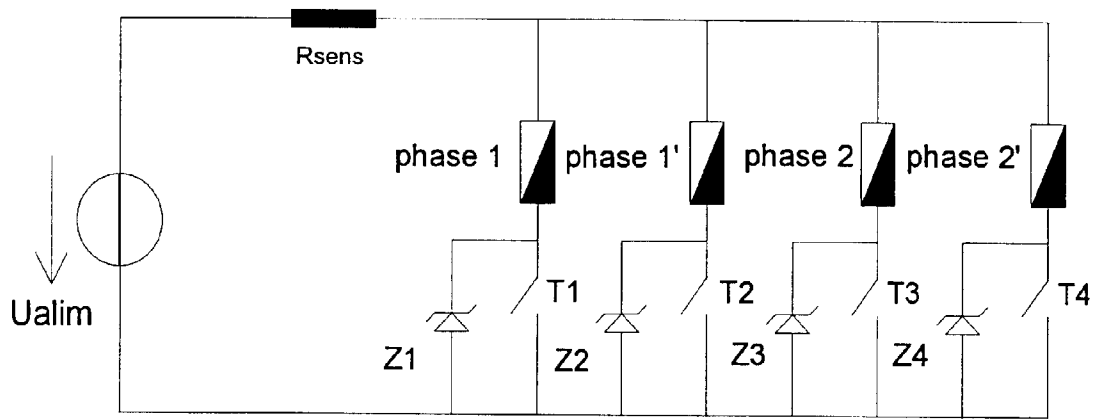 Rsens
phase 1 phase 1' phase 2 phase 2'
T1 T2 T3 T4
Ualim
Z1 Z2 Z3 Z4